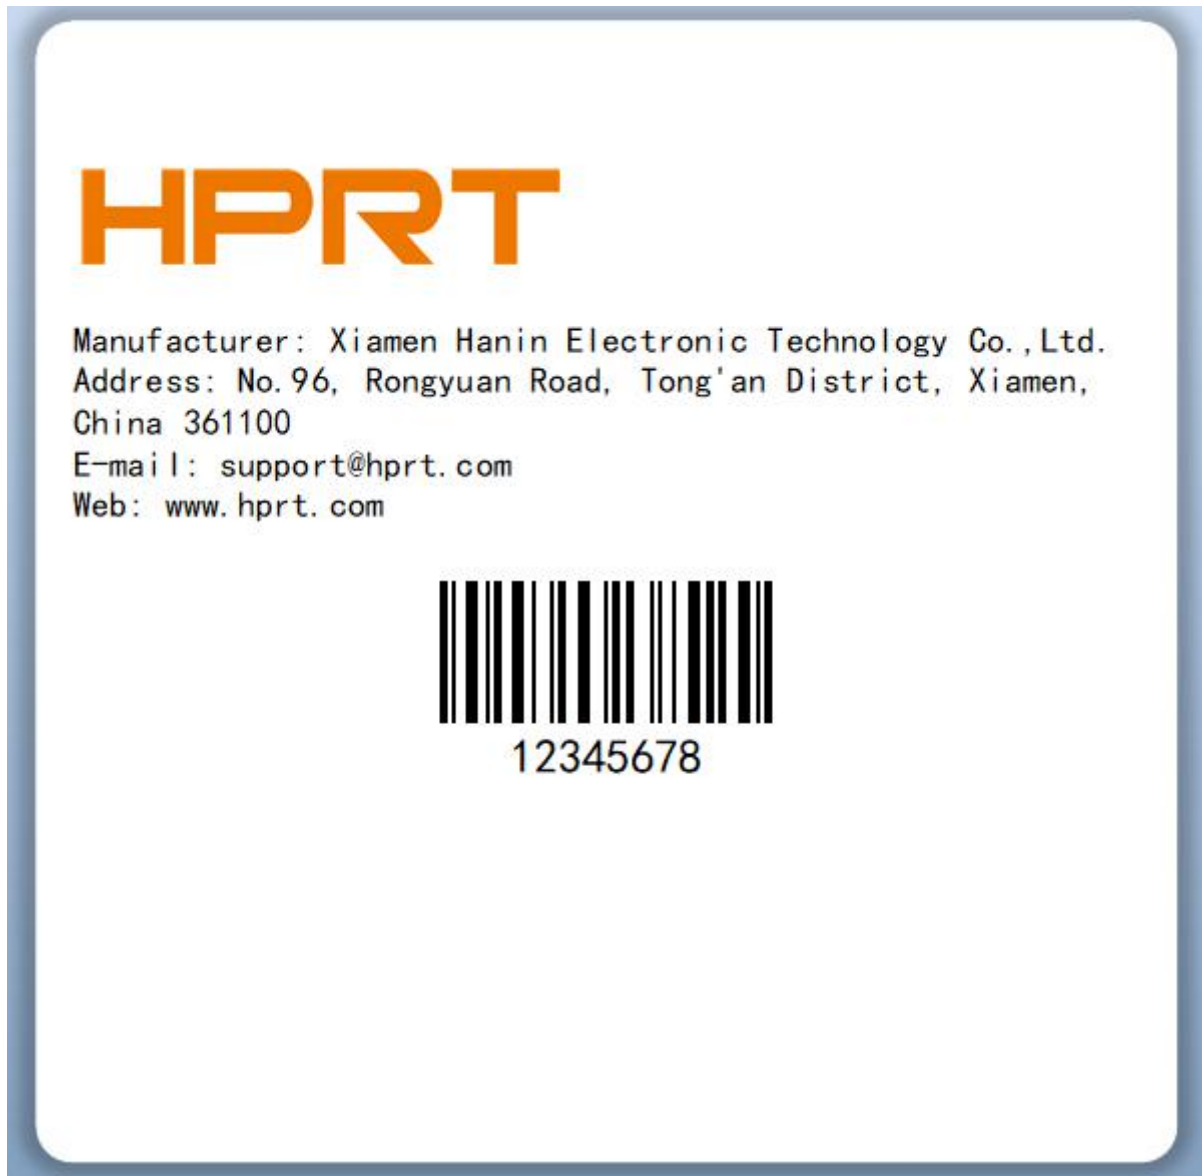 HPRT
Manufacturer: Xiamen Hanin Electronic Technology Co.,Ltd.
Address: No.96, Rongyuan Road, Tong'an District, Xiamen,
China 361100
E-mail: support@hprt.com
Web: www.hprt.com
12345678